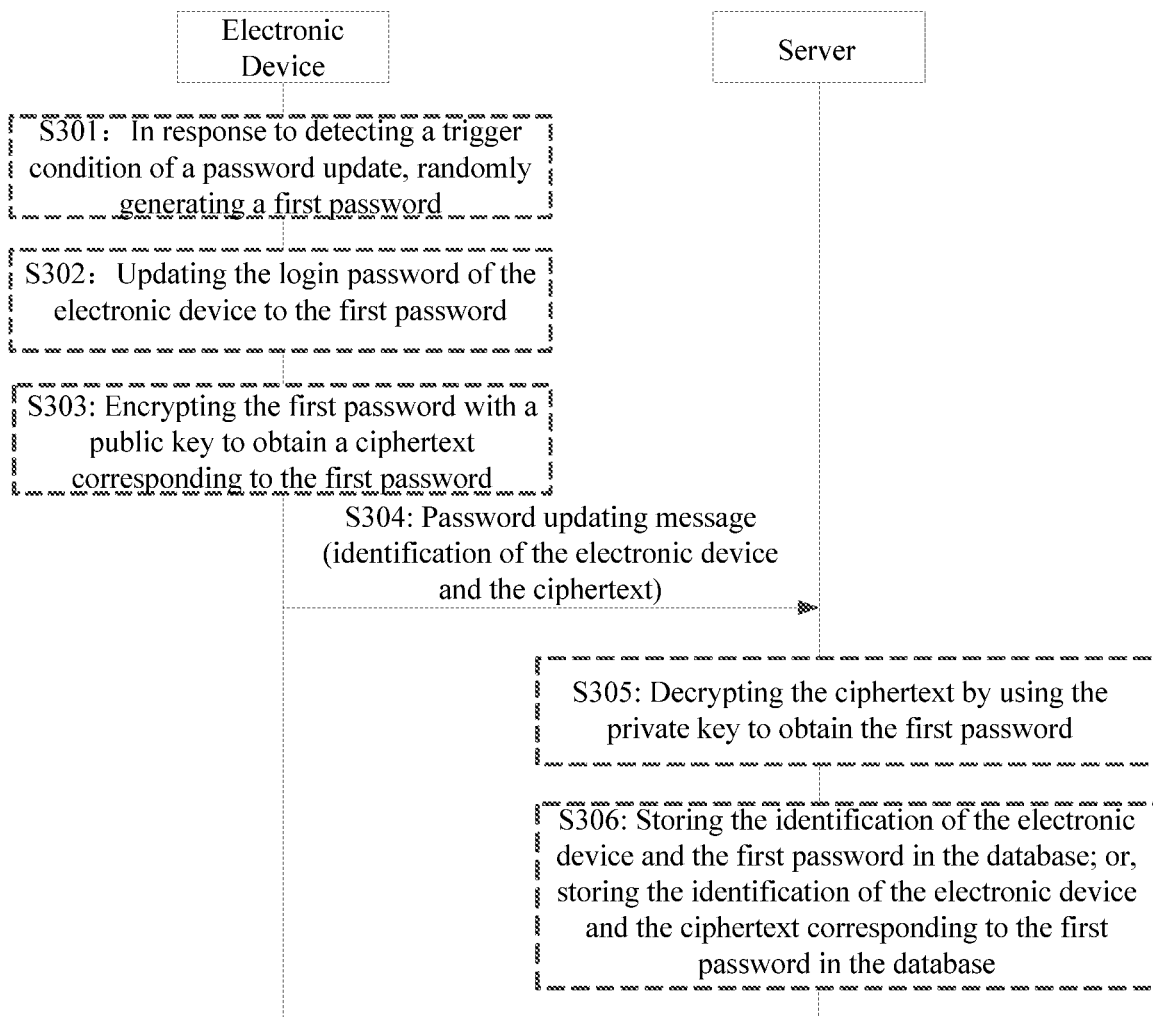 Electronic
Device
Server
S301：In response to detecting a trigger
condition of a password update, randomly
generating a first password
S302：Updating the login password of the
electronic device to the first password
S303: Encrypting the first password with a
public key to obtain a ciphertext
corresponding to the first password
S304: Password updating message
(identification of the electronic device
and the ciphertext)
S305: Decrypting the ciphertext by using the
private key to obtain the first password
S306: Storing the identification of the electronic
device and the first password in the database; or,
storing the identification of the electronic device
and the ciphertext corresponding to the first
password in the database